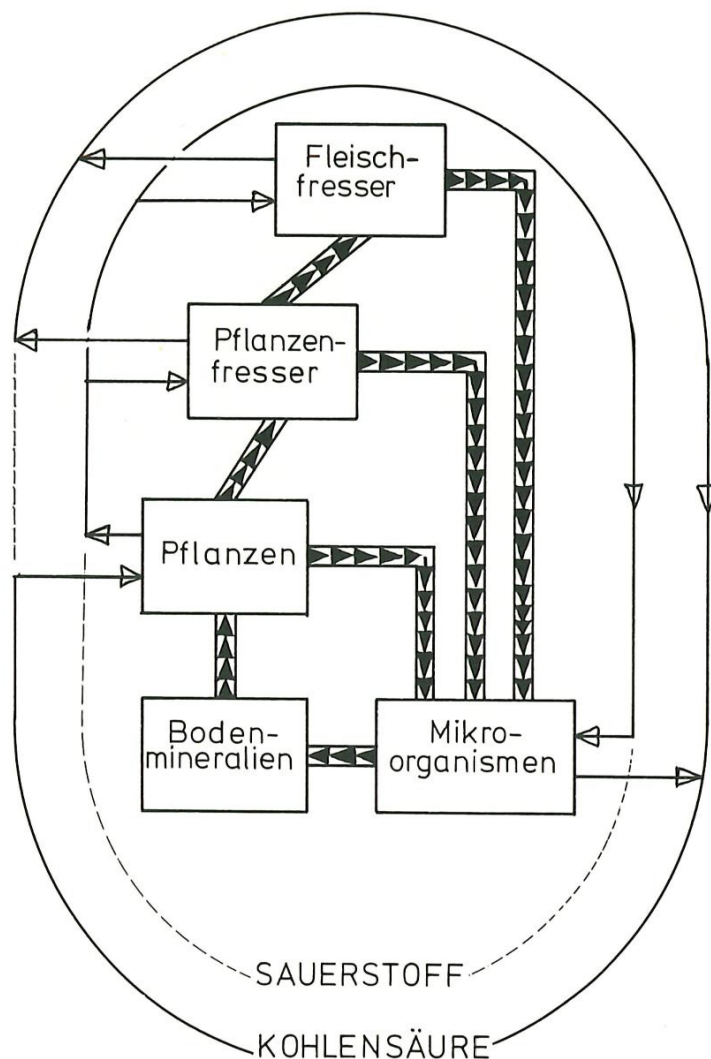 Fleisch-
fresser
Pflanzen-
fresser
Pflanzen
Boden-
mineralien
Mikro-
organismen
SAUERSTOFF
KOHLENSÄURE